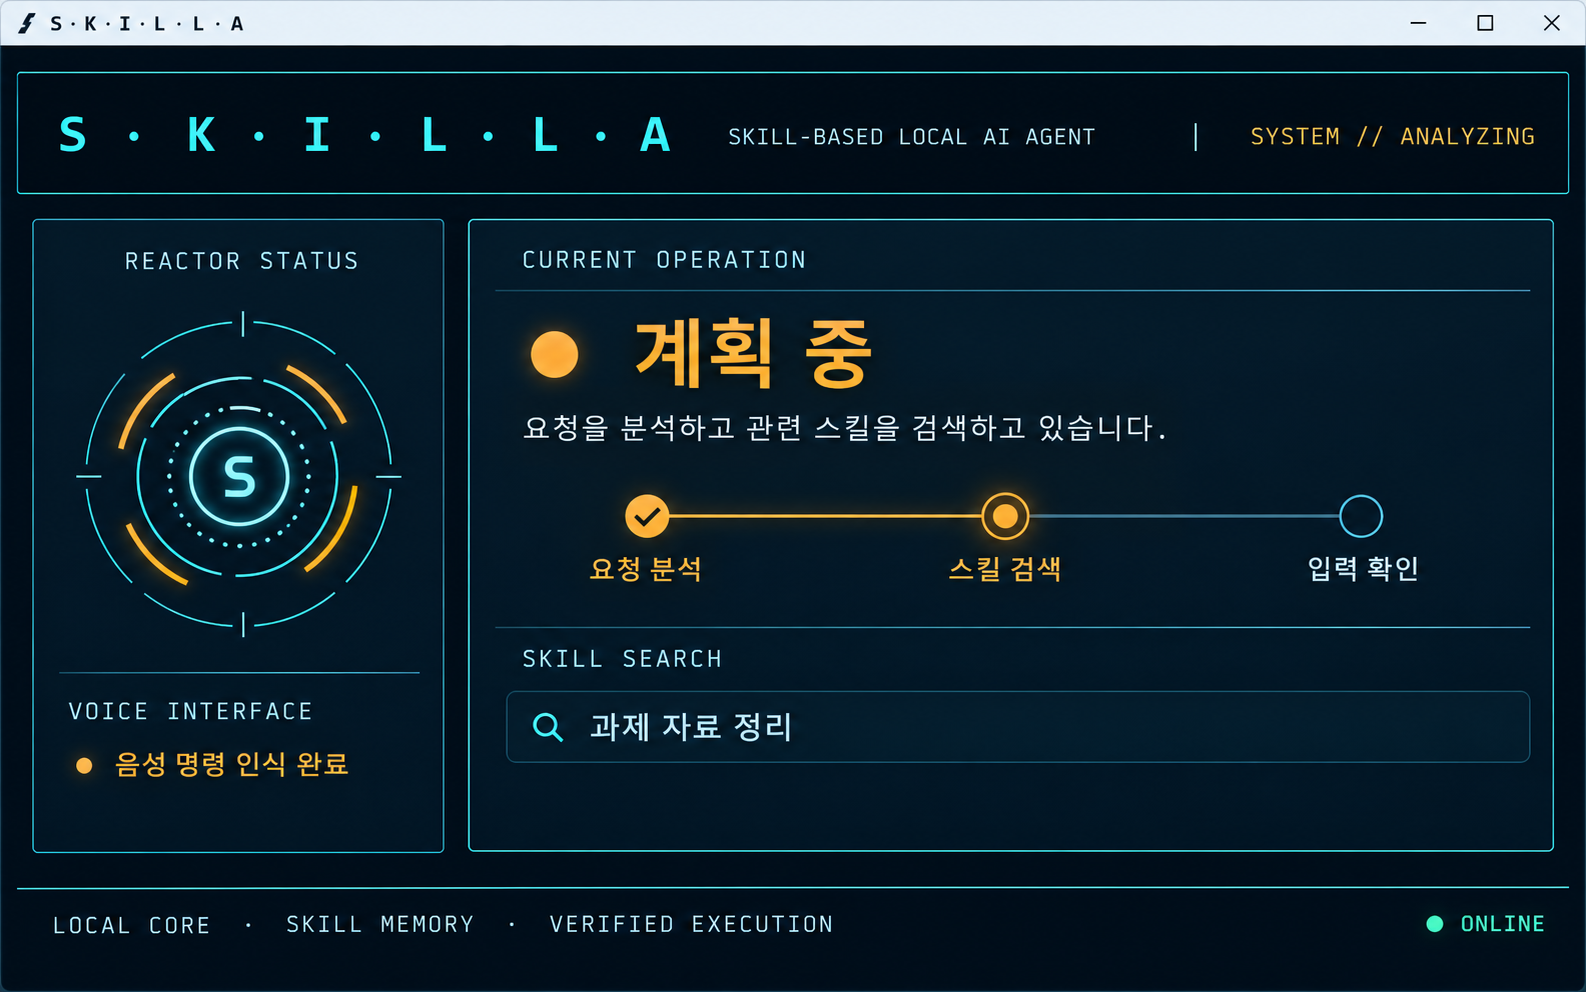 S·K·I·L·L·A
S · K · I · L · L · A
SKILL-BASED LOCAL AI AGENT | SYSTEM // ANALYZING
REACTOR STATUS
S
VOICE INTERFACE
음성 명령 인식 완료
CURRENT OPERATION
계획 중
요청을 분석하고 관련 스킬을 검색하고 있습니다.
요청 분석
스킬 검색
입력 확인
SKILL SEARCH
과제 자료 정리
LOCAL CORE · SKILL MEMORY · VERIFIED EXECUTION
ONLINE